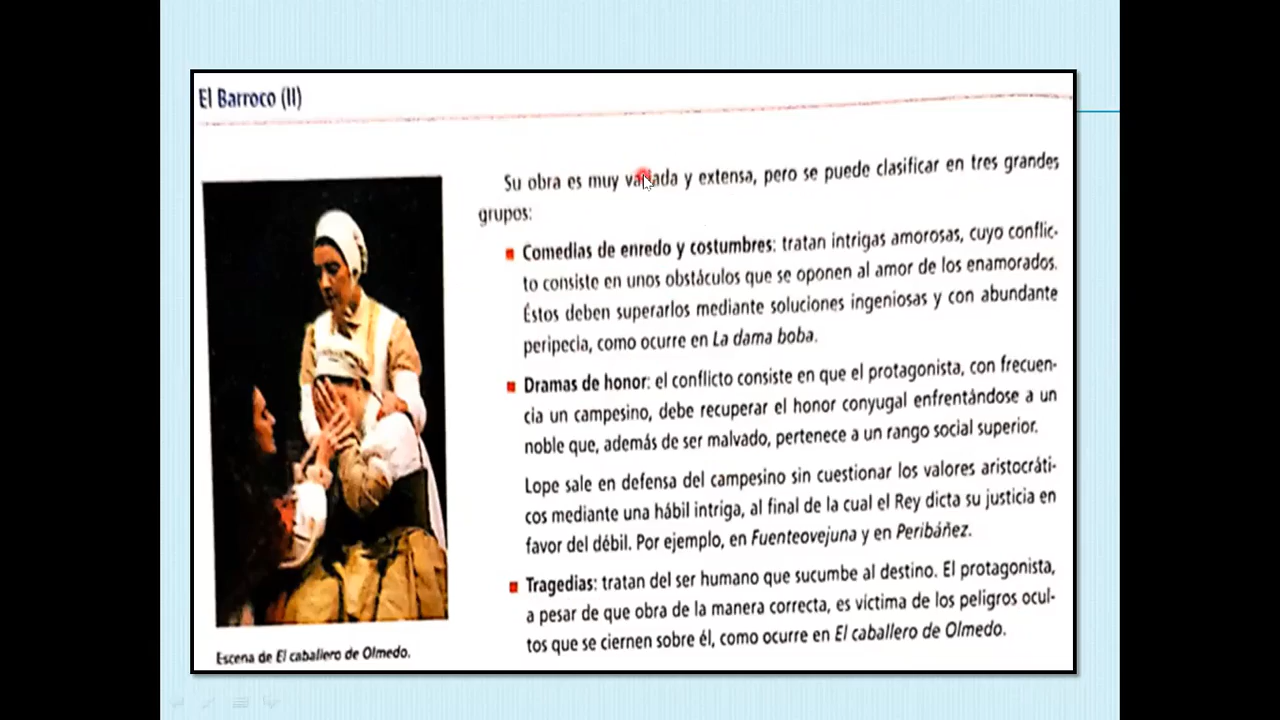 El Barroco (II)
Su obra es muy variada y extensa, pero se puede clasificar en tres grandes
grupos:
Comedias de enredo y costumbres: tratan intrigas amorosas, cuyo conflic-
to consiste en unos obstáculos que se oponen al amor de los enamorados.
Éstos deben superarlos mediante soluciones ingeniosas y con abundante
peripecia, como ocurre en La dama boba.
Dramas de honor: el conflicto consiste en que el protagonista, con frecuen-
cia un campesino, debe recuperar el honor conyugal enfrentándose a un
noble que, además de ser malvado, pertenece a un rango social superior.
Lope sale en defensa del campesino sin cuestionar los valores aristocráti-
cos mediante una hábil intriga, al final de la cual el Rey dicta su justicia en
favor del débil. Por ejemplo, en Fuenteovejuna y en Peribáñez.
Tragedias: tratan del ser humano que sucumbe al destino. El protagonista,
a pesar de que obra de la manera correcta, es víctima de los peligros ocul-
tos que se ciernen sobre él, como ocurre en El caballero de Olmedo.
Escena de El caballero de Olmedo.